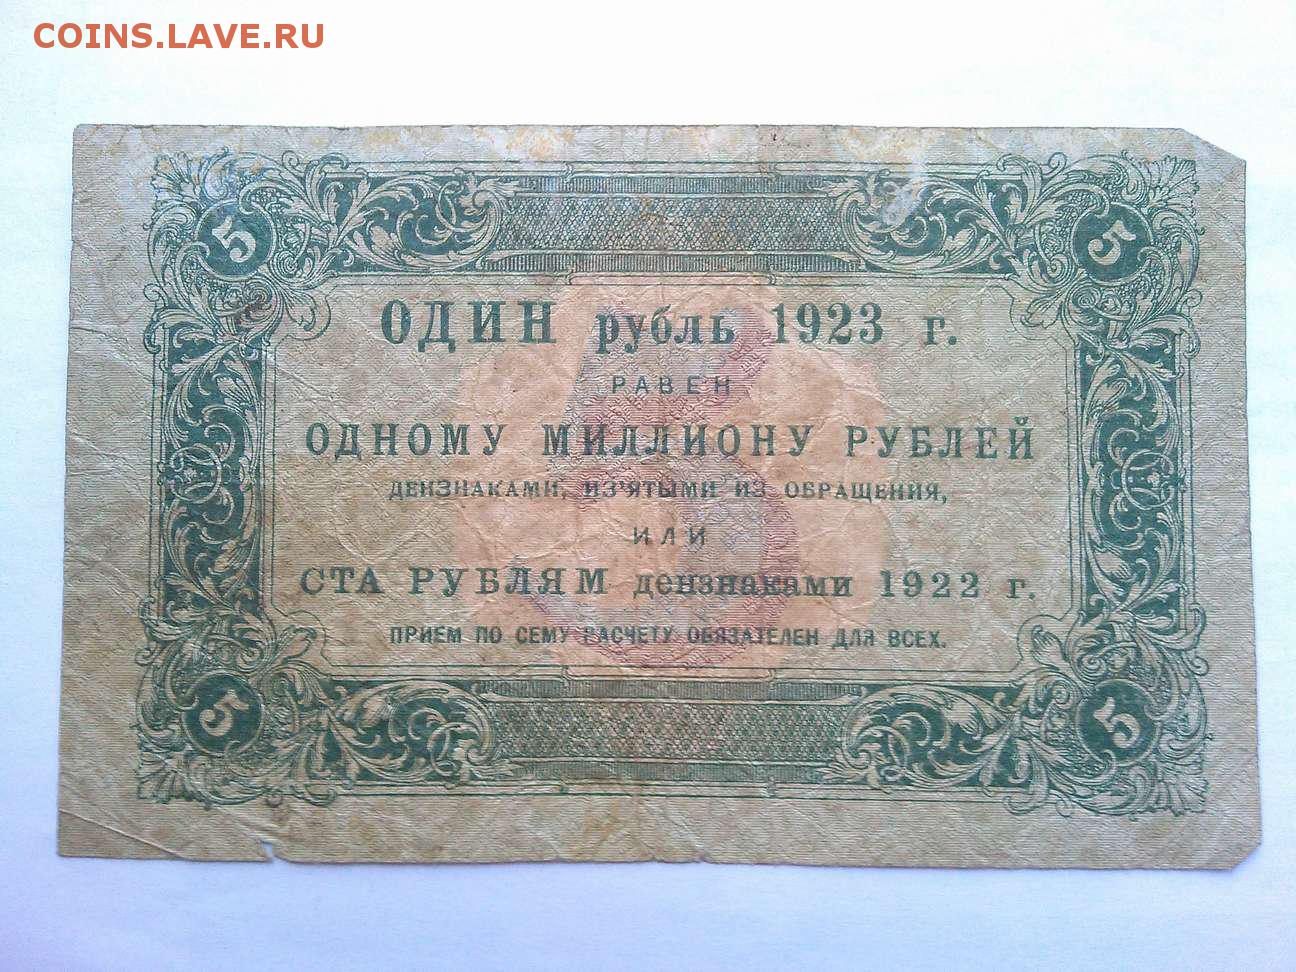 COINS.LAVE.RU
5 5
ОДИН рубль 1923 г.
РАВЕН
ОДНОМУ МИЛЛИОНУ РУБЛЕЙ
ДЕНЗНАКАМИ, ИЗ'ЯТЫМИ ИЗ ОБРАЩЕНИЯ,
ИЛИ
СТА РУБЛЯМ дензнаками 1922 г.
ПРИЕМ ПО СЕМУ РАСЧЕТУ ОБЯЗАТЕЛЕН ДЛЯ ВСЕХ.
5 5